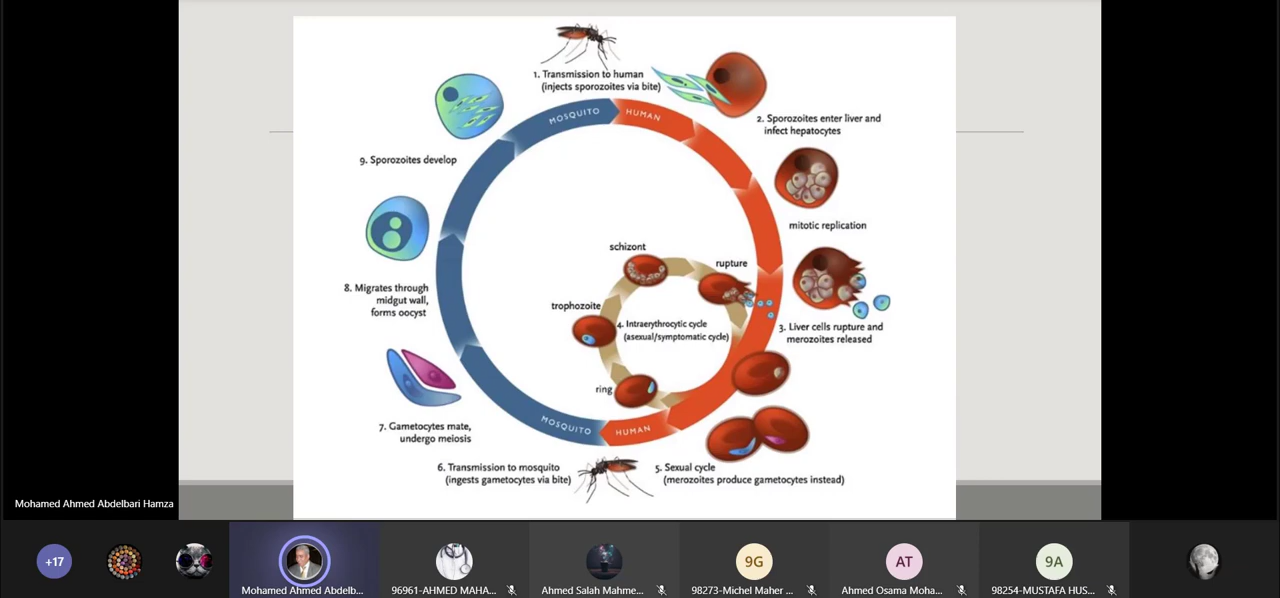 1. Transmission to human
(injects sporozoites via bite)
MOSQUITO
HUMAN
2. Sporozoites enter liver and
infect hepatocytes
9. Sporozoites develop
mitotic replication
schizont
rupture
8. Migrates through
midgut wall,
forms oocyst
trophozoite
4. Intraerythrocytic cycle
(asexual/symptomatic cycle)
3. Liver cells rupture and
merozoites released
ring
7. Gametocytes mate,
undergo meiosis
MOSQUITO
HUMAN
6. Transmission to mosquito
(ingests gametocytes via bite)
5. Sexual cycle
(merozoites produce gametocytes instead)
Mohamed Ahmed Abdelbari Hamza
+17
9G
AT
9A
Mohamed Ahmed Abdelb...
96961-AHMED MAHA...
Ahmed Salah Mahme...
98273-Michel Maher ...
Ahmed Osama Moha...
98254-MUSTAFA HUS...